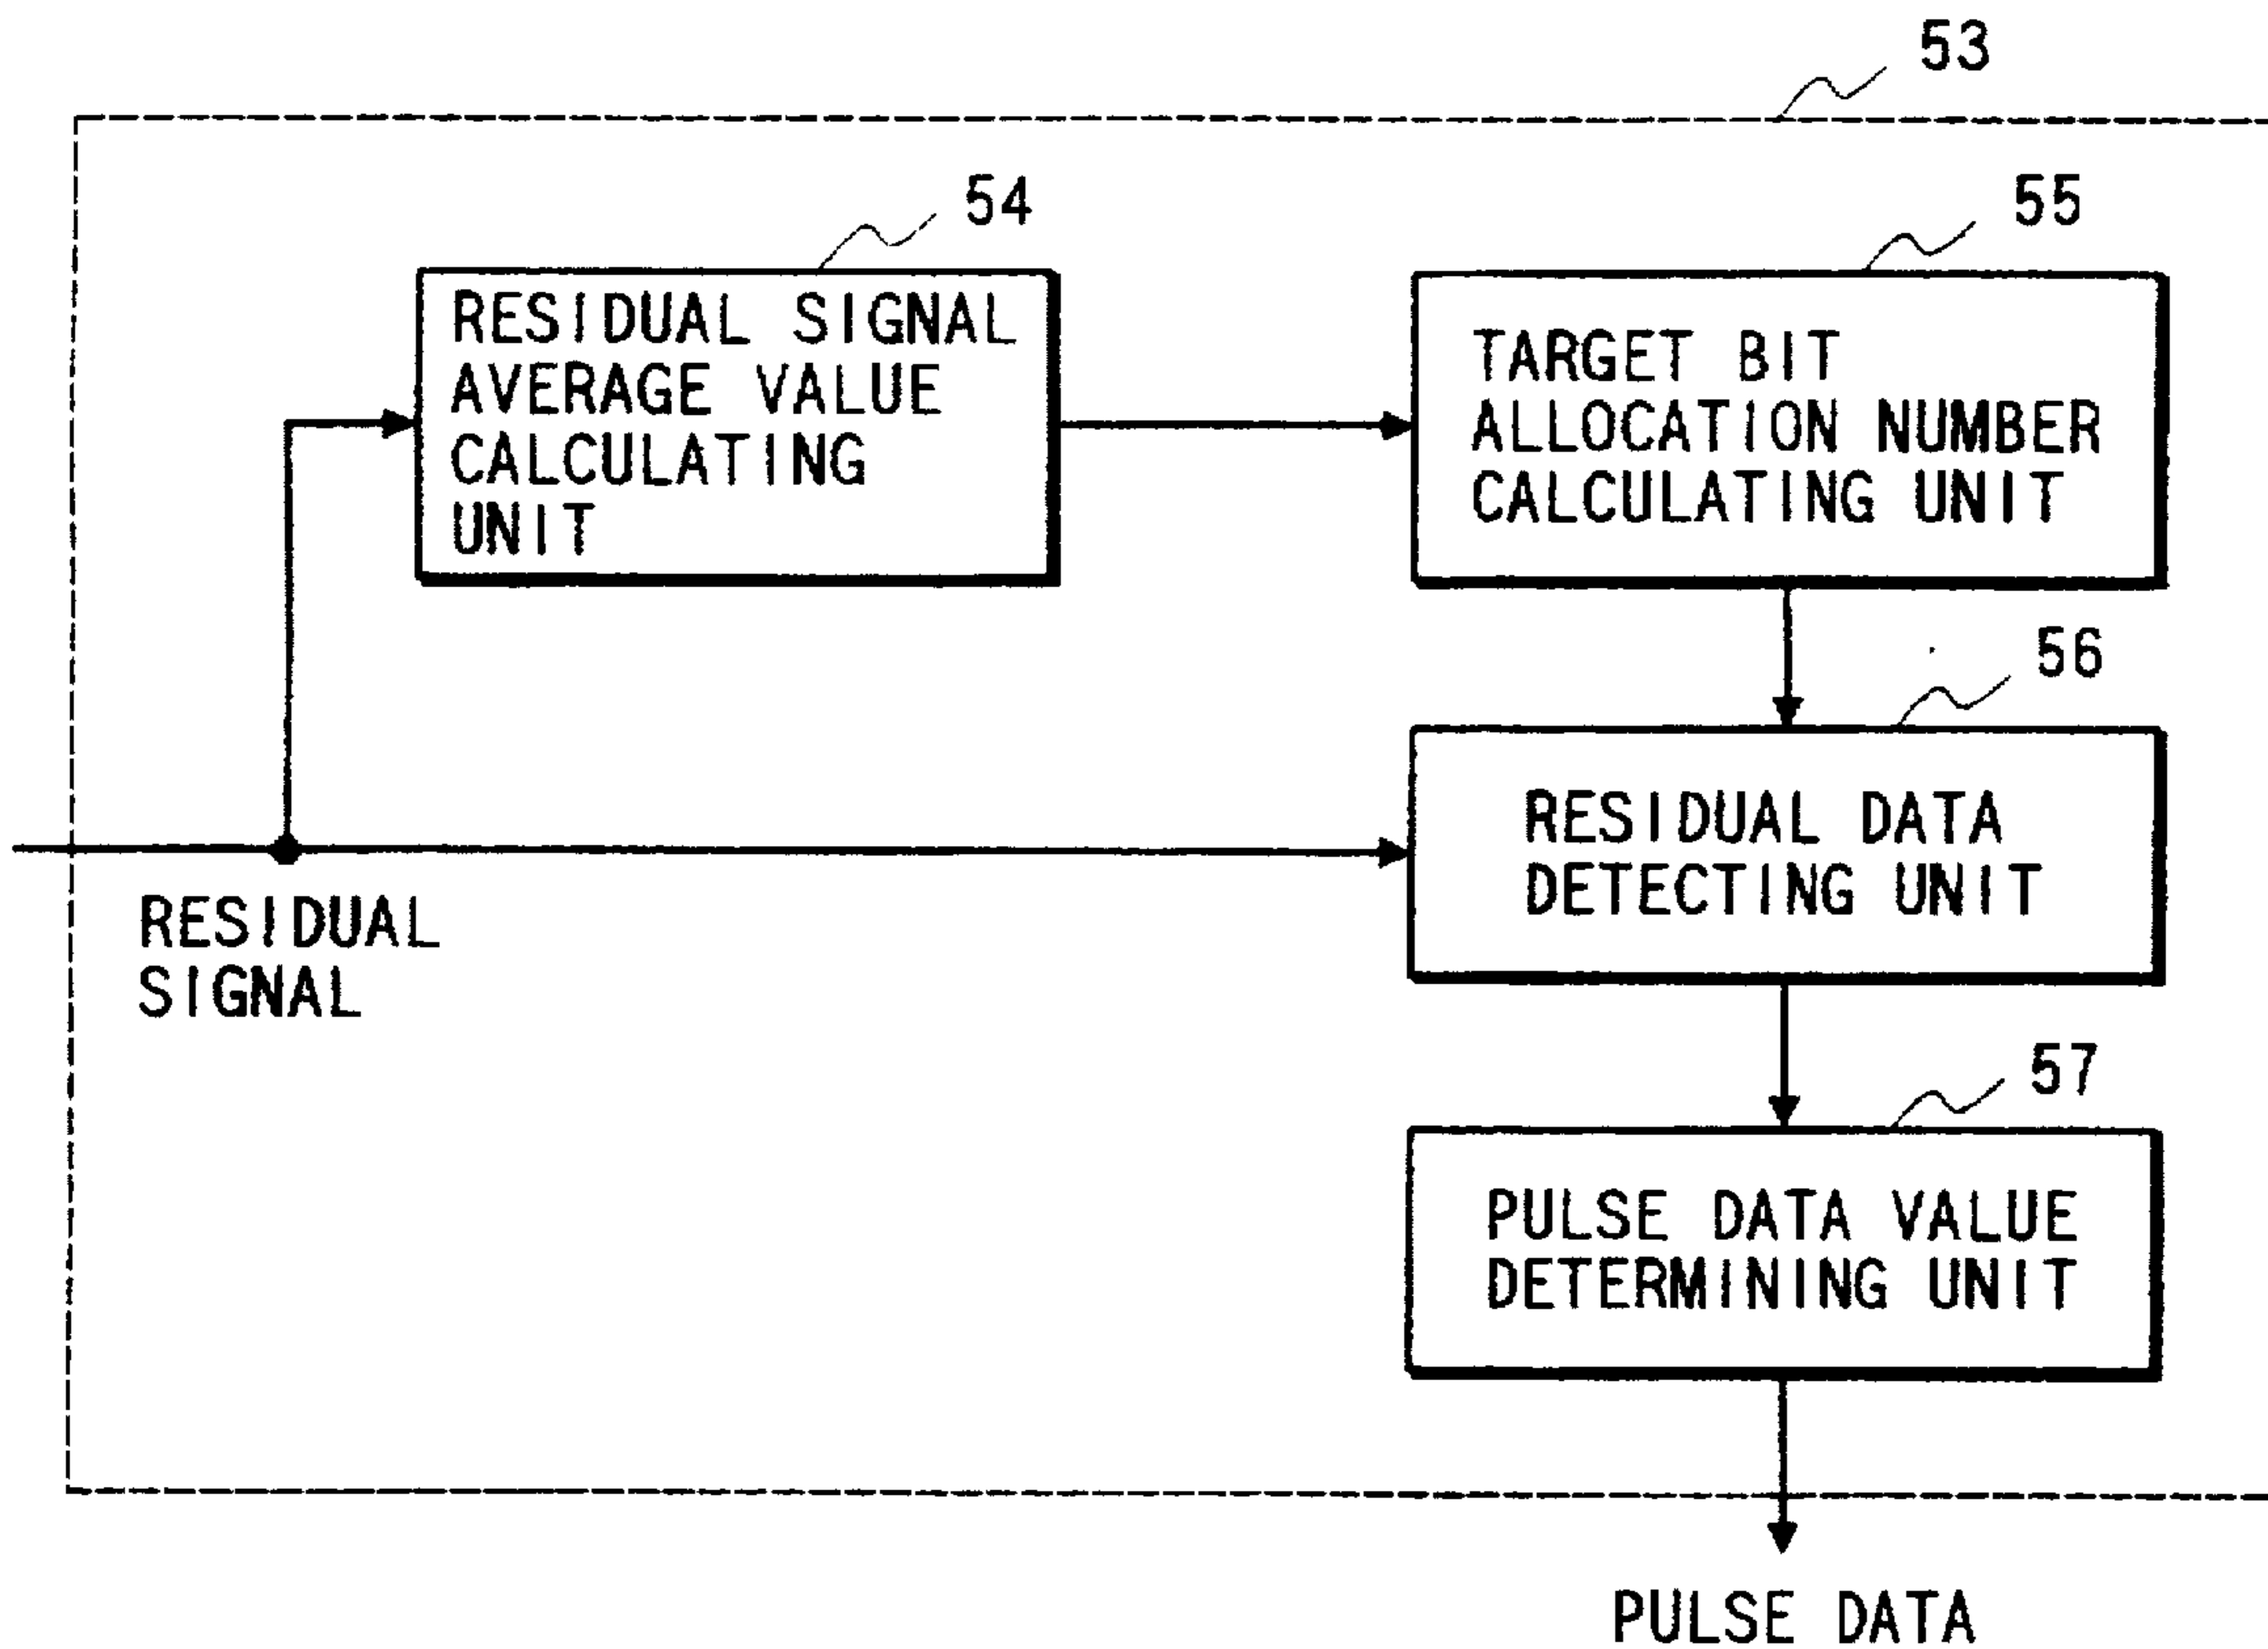 53
54
55
RESIDUAL SIGNAL
AVERAGE VALUE
CALCULATING
UNIT
TARGET BIT
ALLOCATION NUMBER
CALCULATING UNIT
56
RESIDUAL DATA
DETECTING UNIT
RESIDUAL
SIGNAL
57
PULSE DATA VALUE
DETERMINING UNIT
PULSE DATA